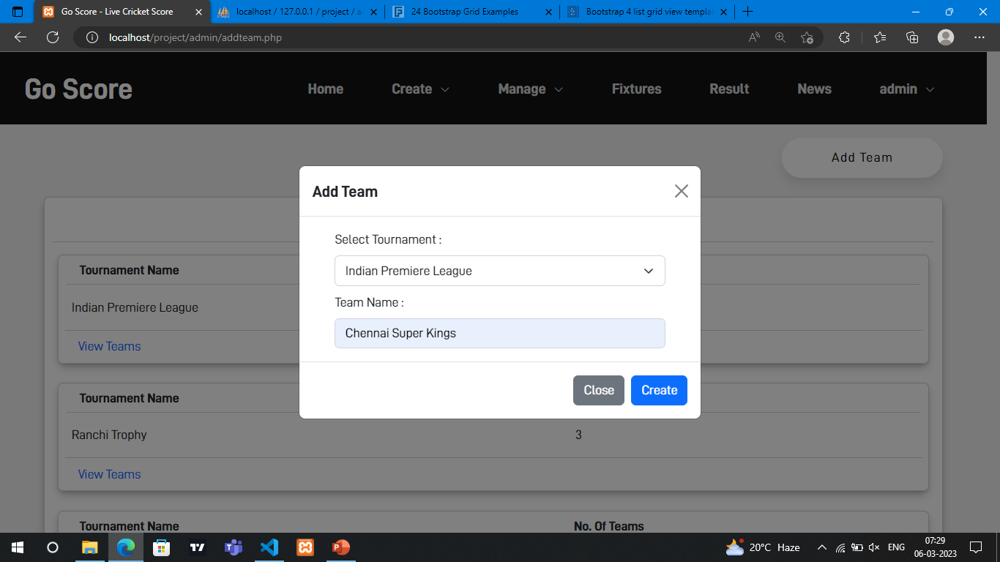 Go Score - Live Cricket Score
localhost / 127.0.0.1 / project / a
24 Bootstrap Grid Examples
Bootstrap 4 list grid view templat
localhost/project/admin/addteam.php
Go Score
Home Create Manage Fixtures Result News admin
Add Team
Add Team
Select Tournament :
Indian Premiere League
Team Name :
Chennai Super Kings
Close Create
Tournament Name
Indian Premiere League
View Teams
Tournament Name
Ranchi Trophy 3
View Teams
Tournament Name No. Of Teams
20°C Haze ENG 07:29
06-03-2023